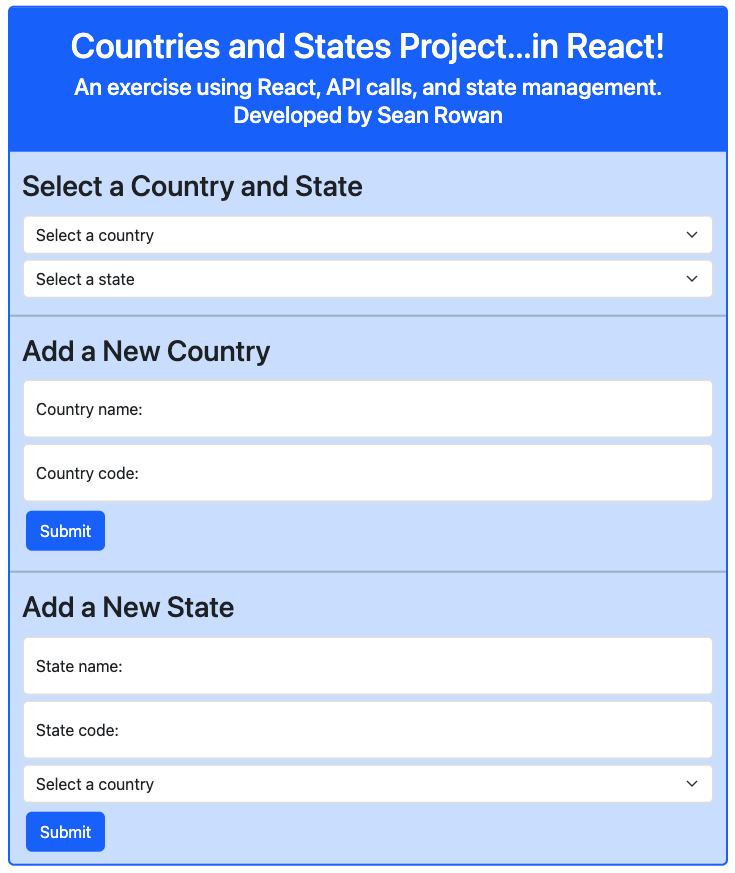 Countries and States Project...in React!
An exercise using React, API calls, and state management.
Developed by Sean Rowan
Select a Country and State
Select a country
Select a state
Add a New Country
Country name:
Country code:
Submit
Add a New State
State name:
State code:
Select a country
Submit